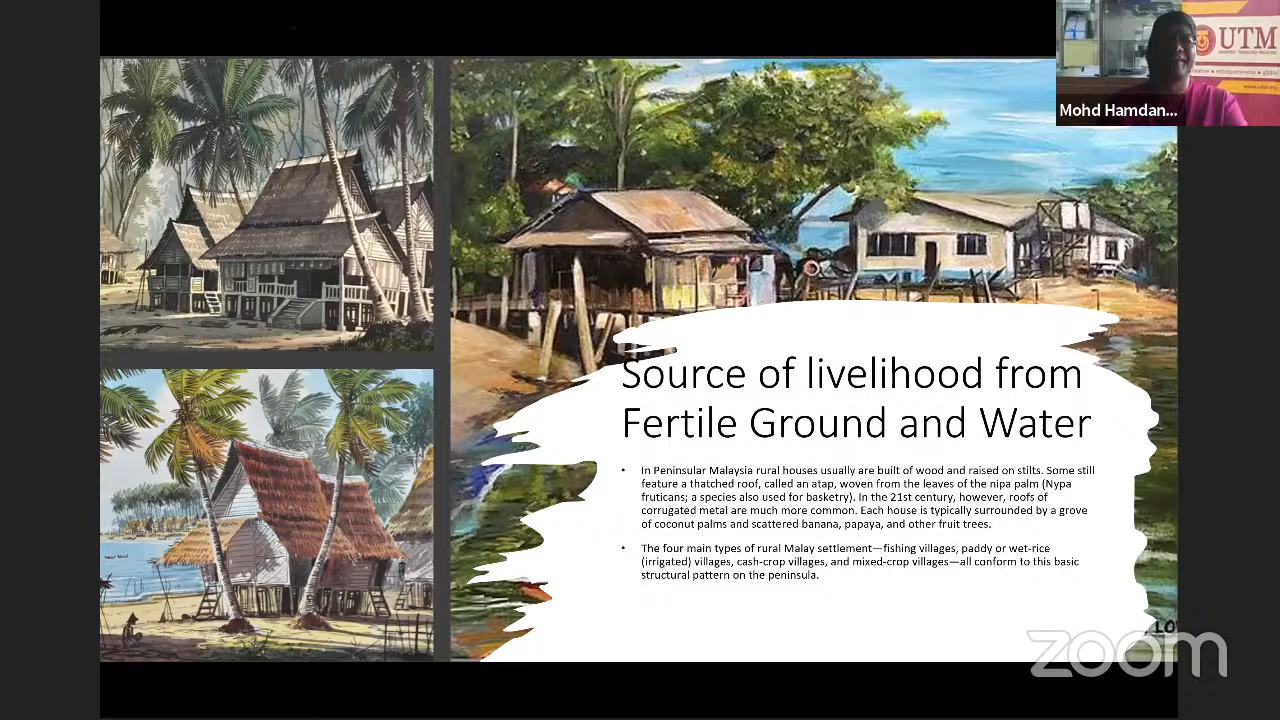 UTM
www.utm.my
Mohd Hamdan...
Source of livelihood from
Fertile Ground and Water
• In Peninsular Malaysia rural houses usually are built of wood and raised on stilts. Some still
feature a thatched roof, called an atap, woven from the leaves of the nipa palm (Nypa
fruticans; a species also used for basketry). In the 21st century, however, roofs of
corrugated metal are much more common. Each house is typically surrounded by a grove
of coconut palms and scattered banana, papaya, and other fruit trees.
• The four main types of rural Malay settlement—fishing villages, paddy or wet-rice
(irrigated) villages, cash-crop villages, and mixed-crop villages—all conform to this basic
structural pattern on the peninsula.
LO
zoom